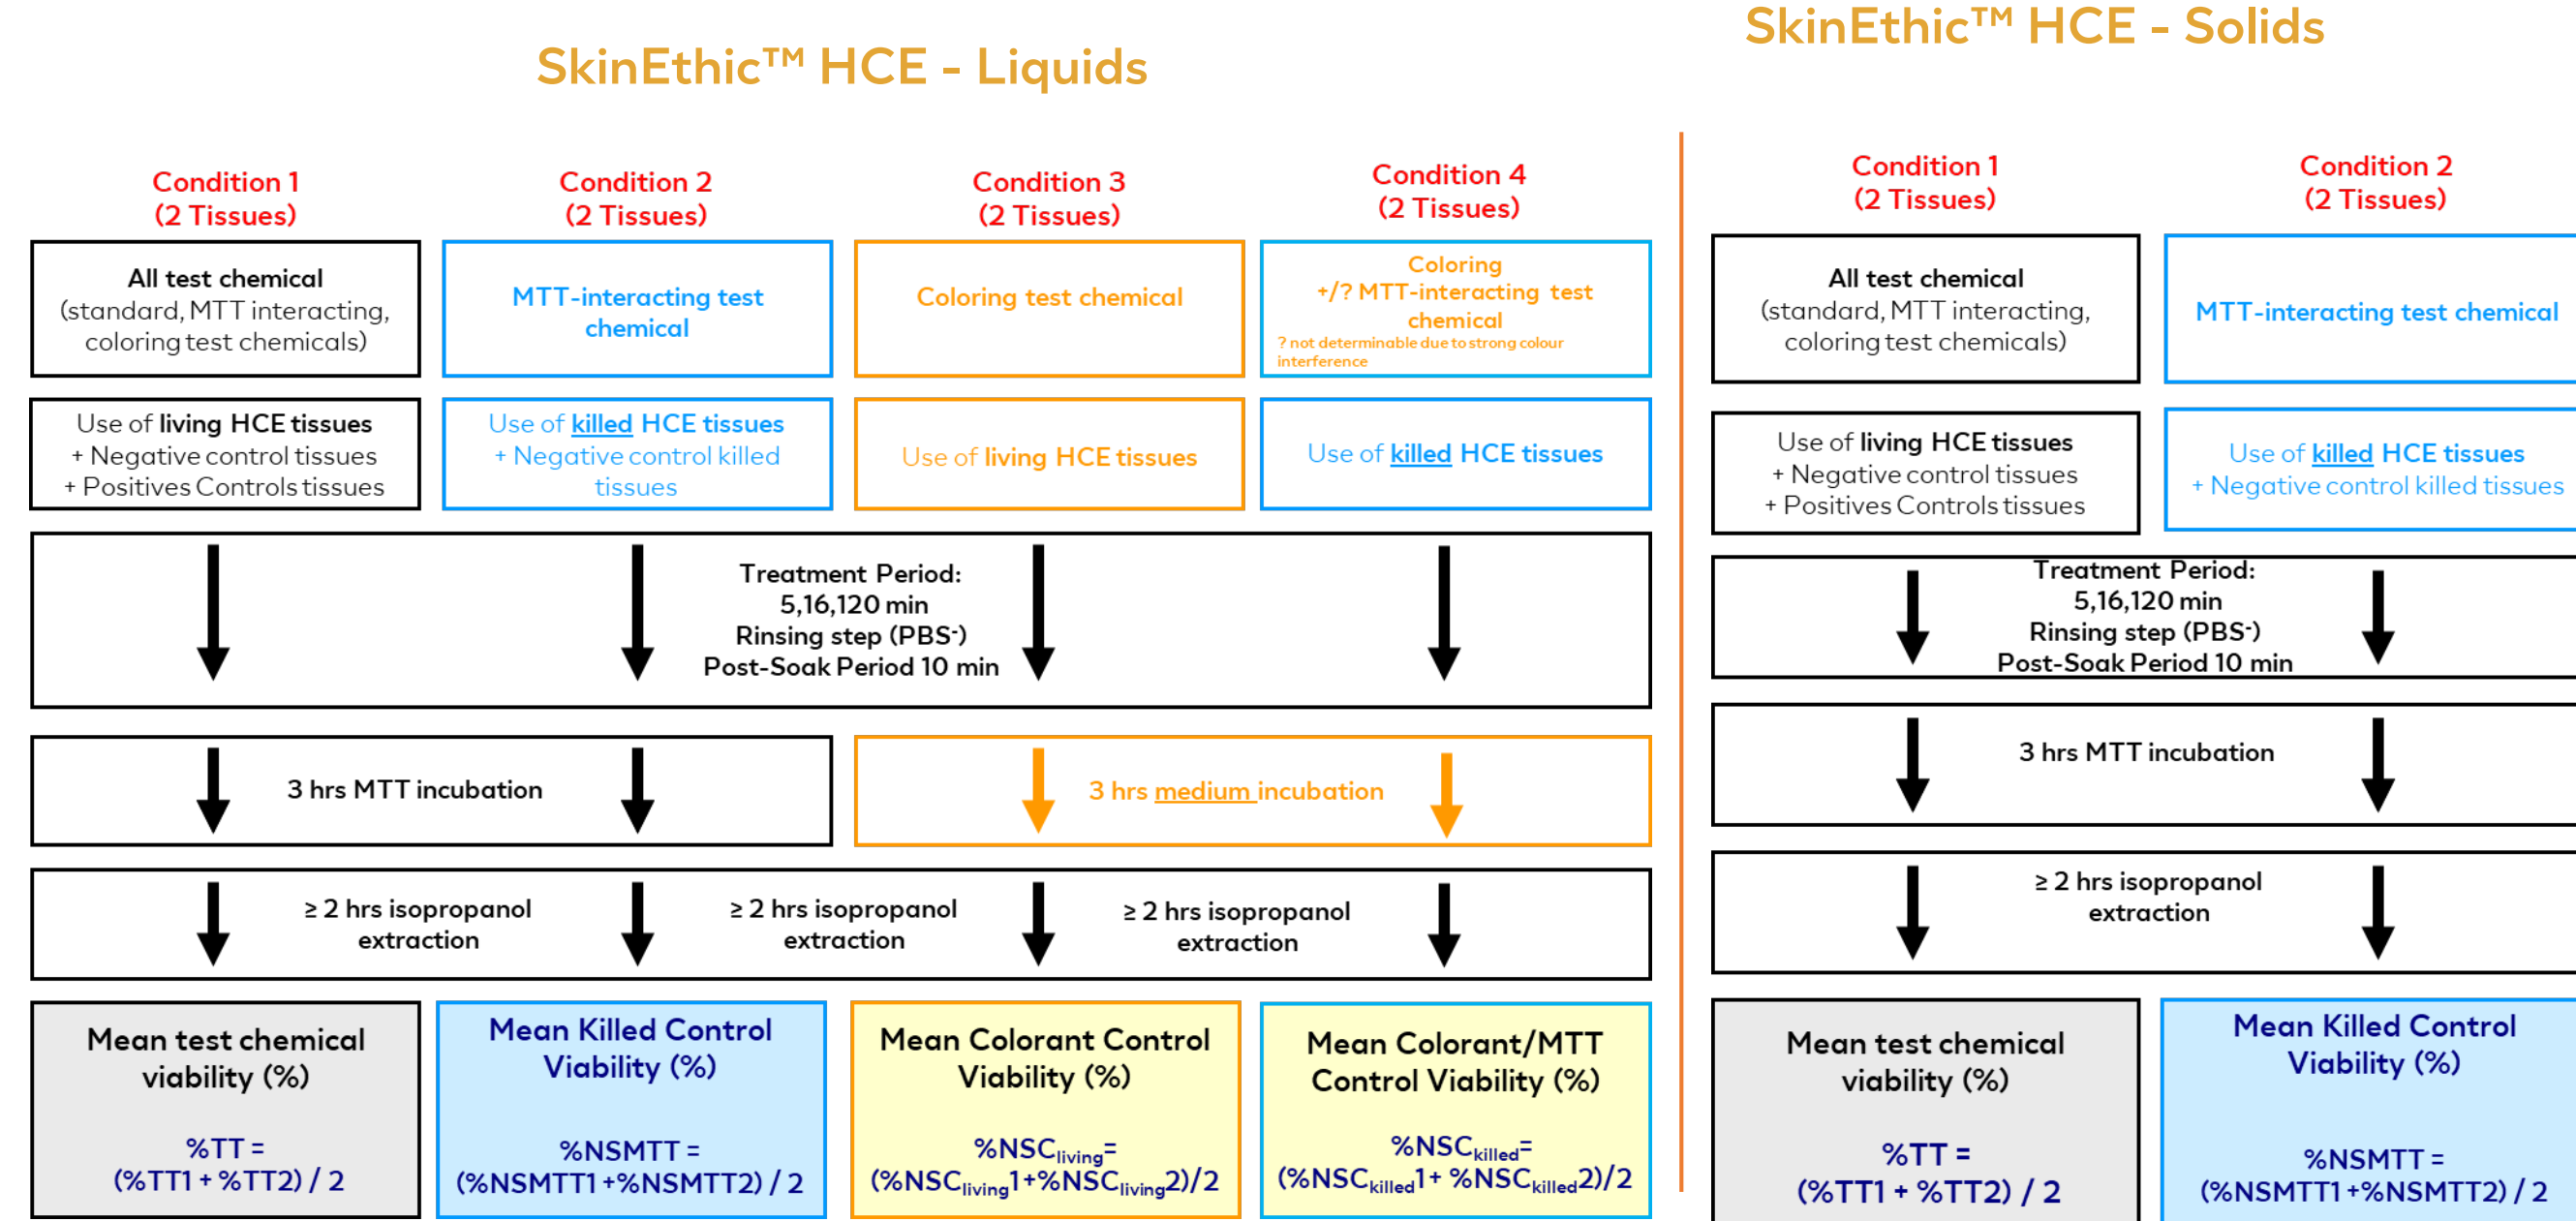 SkinEthic™ HCE - Liquids
Condition 1
(2 Tissues)
Condition 2
(2 Tissues)
Condition 3
(2 Tissues)
Condition 4
(2 Tissues)
All test chemical
(standard, MTT interacting,
coloring test chemicals)
MTT-interacting test
chemical
Coloring test chemical
Coloring
+/? MTT-interacting test
chemical
? not determinable due to strong colour
interference
Use of living HCE tissues
+ Negative control tissues
+ Positives Controls tissues
Use of killed HCE tissues
+ Negative control killed
tissues
Use of living HCE tissues
Use of killed HCE tissues
Treatment Period:
5,16,120 min
Rinsing step (PBS-)
Post-Soak Period 10 min
3 hrs MTT incubation
3 hrs medium incubation
≥ 2 hrs isopropanol
extraction
≥ 2 hrs isopropanol
extraction
≥ 2 hrs isopropanol
extraction
Mean test chemical
viability (%)
%TT =
(%TT1 + %TT2) / 2
Mean Killed Control
Viability (%)
%NSMTT =
(%NSMTT1 +%NSMTT2) / 2
Mean Colorant Control
Viability (%)
%NSCliving=
(%NSCliving1+%NSCliving2)/2
Mean Colorant/MTT
Control Viability (%)
%NSCkilled=
(%NSCkilled1+ %NSCkilled2)/2
SkinEthic™ HCE - Solids
Condition 1
(2 Tissues)
Condition 2
(2 Tissues)
All test chemical
(standard, MTT interacting,
coloring test chemicals)
MTT-interacting test chemical
Use of living HCE tissues
+ Negative control tissues
+ Positives Controls tissues
Use of killed HCE tissues
+ Negative control killed tissues
Treatment Period:
5,16,120 min
Rinsing step (PBS-)
Post-Soak Period 10 min
3 hrs MTT incubation
≥ 2 hrs isopropanol
extraction
Mean test chemical
viability (%)
%TT =
(%TT1 + %TT2) / 2
Mean Killed Control
Viability (%)
%NSMTT =
(%NSMTT1 +%NSMTT2) / 2